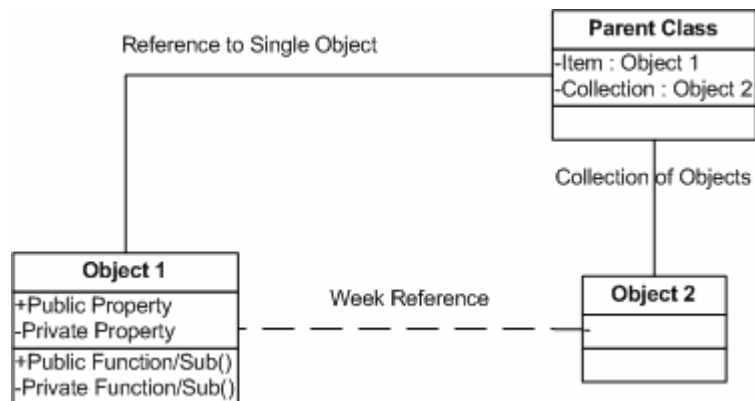 Parent Class
-Item : Object 1
-Collection : Object 2
Reference to Single Object
Collection of Objects
Object 1
+Public Property
-Private Property
+Public Function/Sub()
-Private Function/Sub()
Week Reference
Object 2